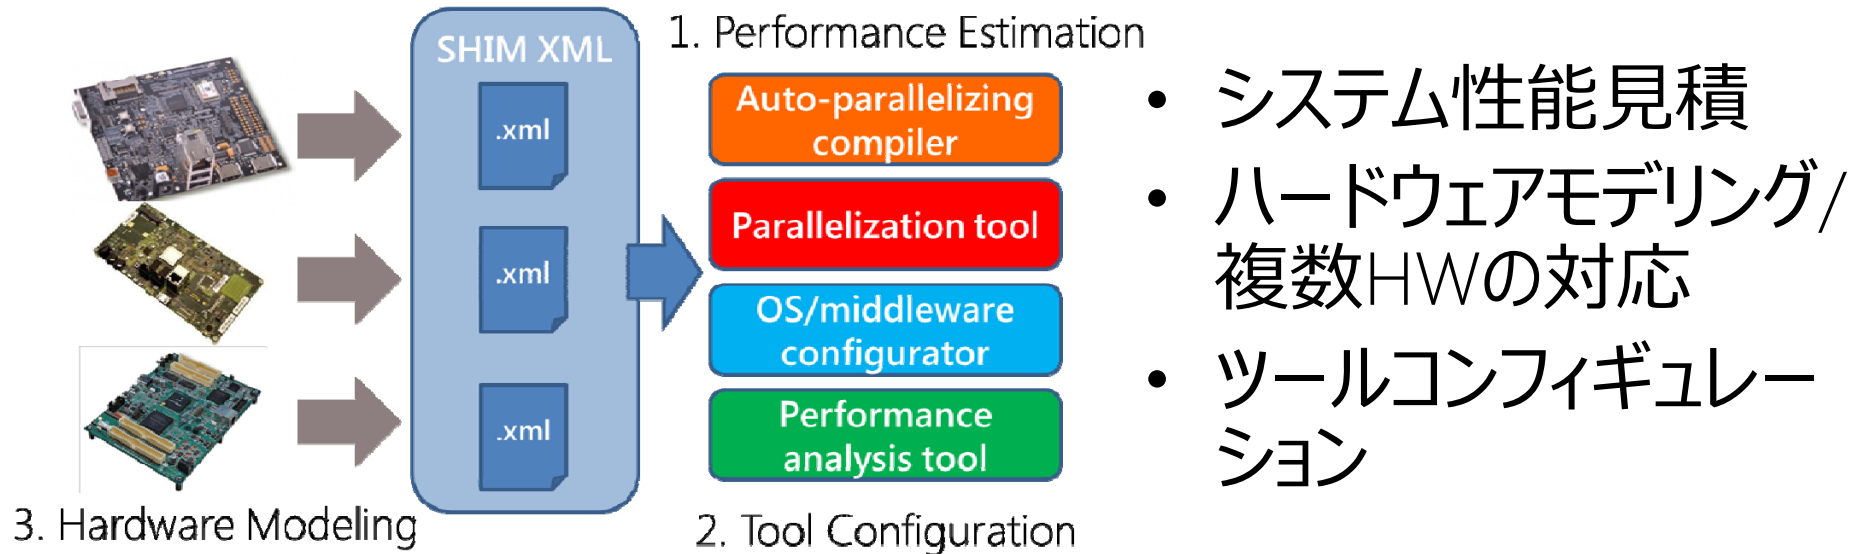 SHIM XML
.xml
.xml
.xml
1. Performance Estimation
Auto-parallelizing
compiler
Parallelization tool
OS/middleware
configurator
Performance
analysis tool
2. Tool Configuration
3. Hardware Modeling
• システム性能見積
• ハードウェアモデリング/
複数HWの対応
• ツールコンフィギュレー
ション